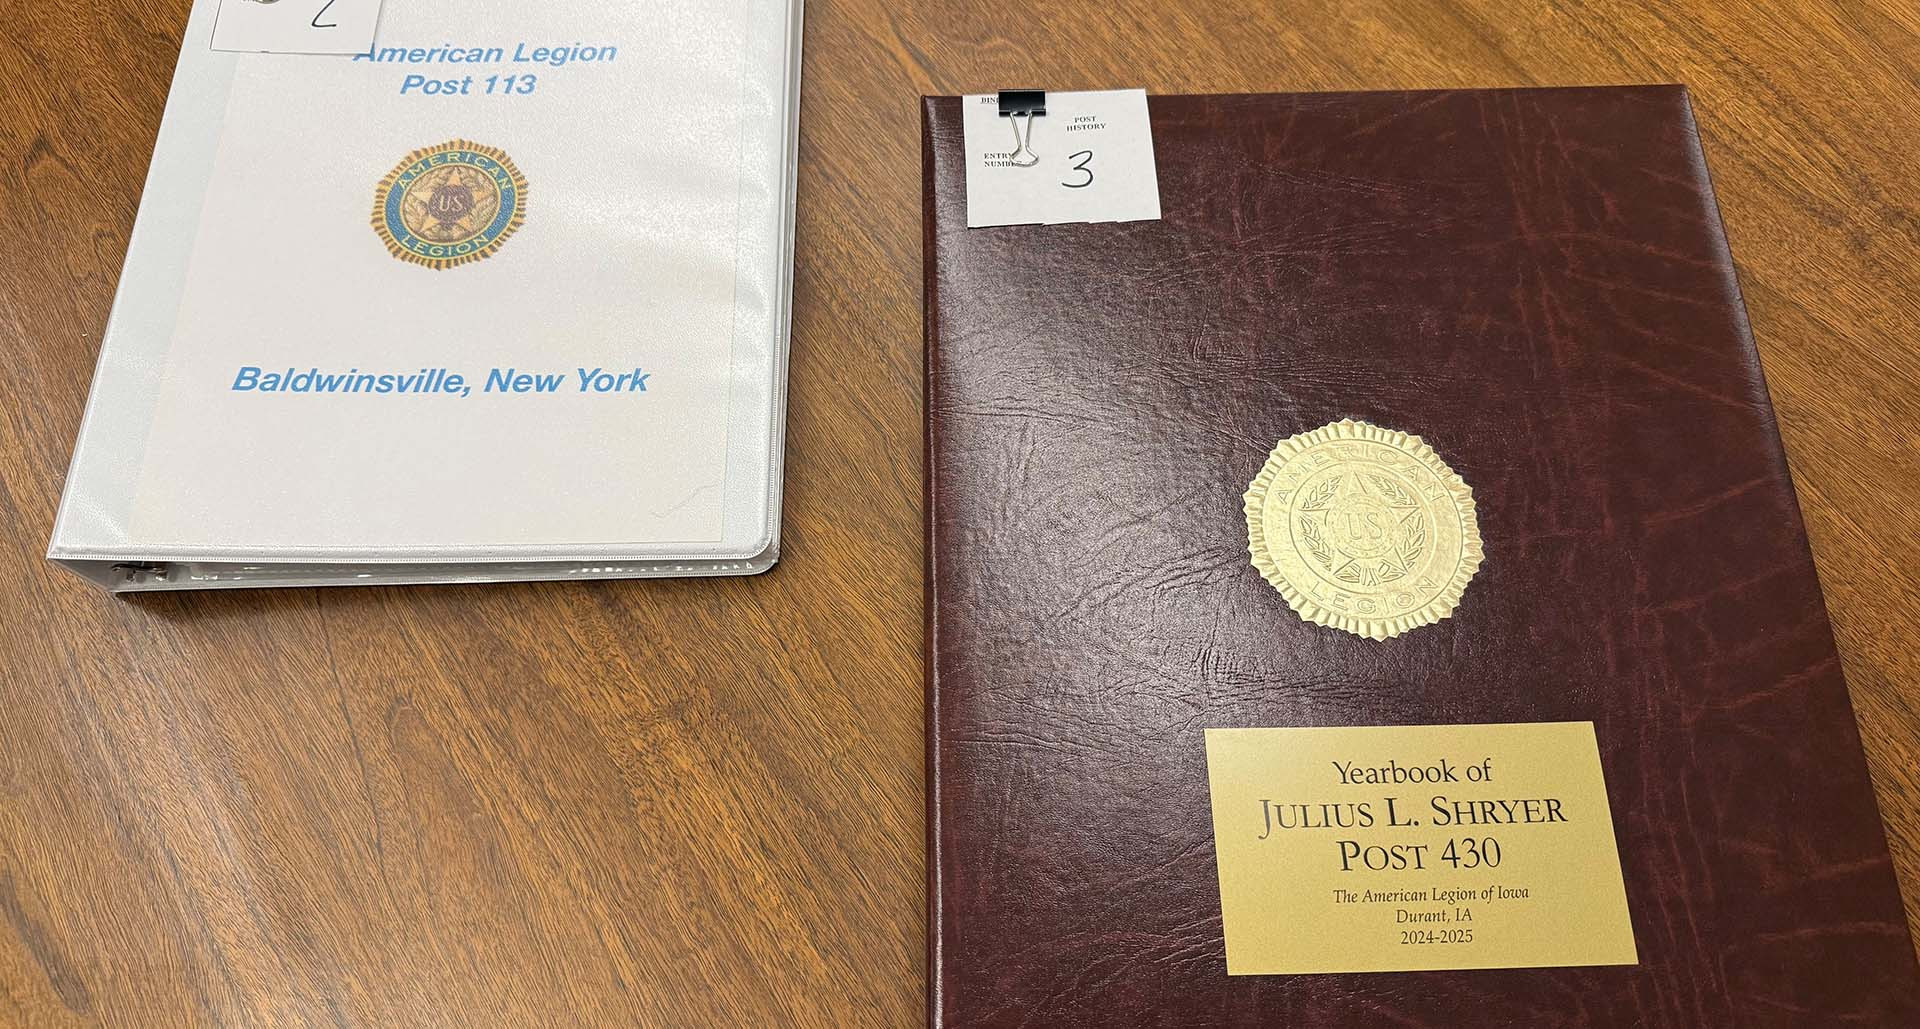 2
American Legion
Post 113
AMERICAN
US
LEGION
Baldwinsville, New York
POST
HISTORY
ENTRY
3
AMERICAN
US
LEGION
Yearbook of
JULIUS L. SHRYER
POST 430
The American Legion of Iowa
Durant, IA
2024-2025